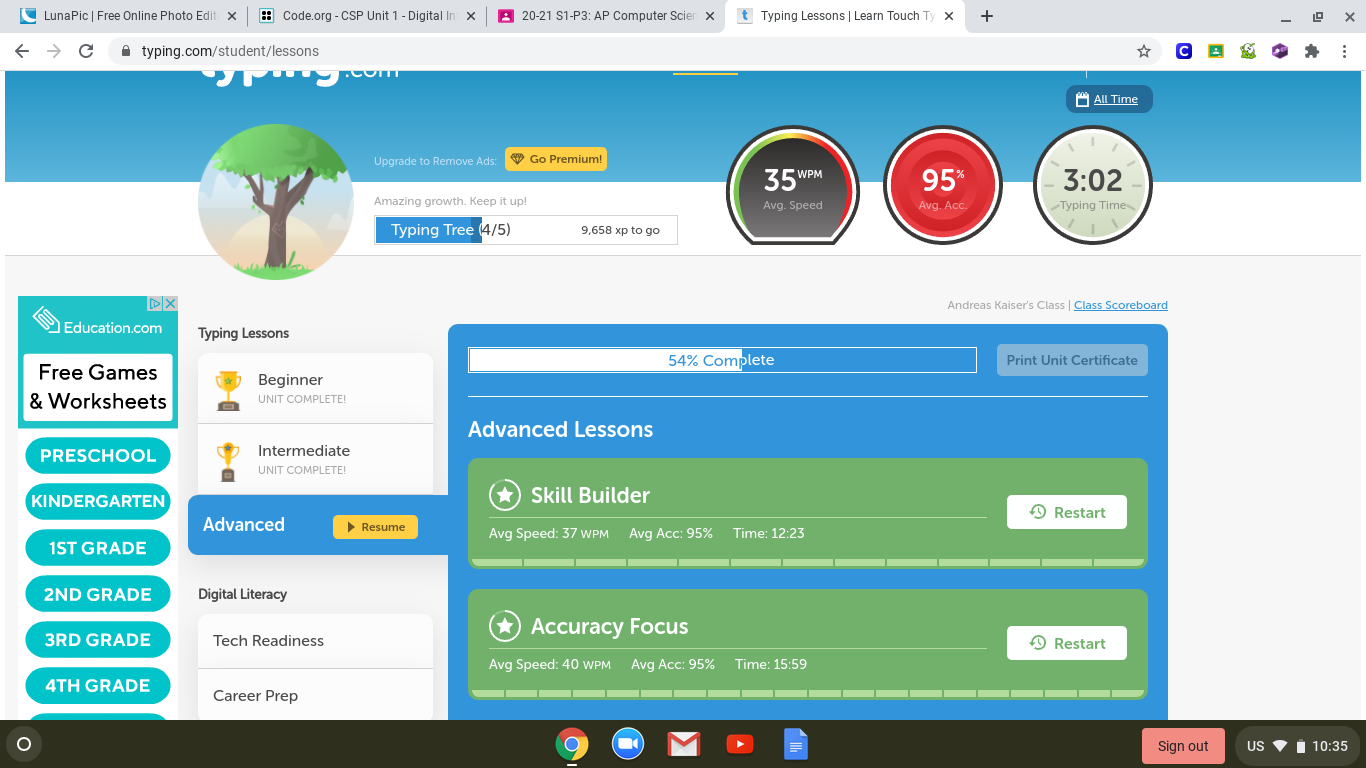 LunaPic | Free Online Photo Edit
Code.org - CSP Unit 1 - Digital In
20-21 S1-P3: AP Computer Scien
Typing Lessons | Learn Touch Ty
typing.com/student/lessons
typing.com
All Time
Upgrade to Remove Ads:
Go Premium!
35 WPM
Avg. Speed
95%
Avg. Acc.
3:02
Typing Time
Amazing growth. Keep it up!
Typing Tree (4/5)
9,658 xp to go
Andreas Kaiser's Class | Class Scoreboard
Education.com
Free Games
& Worksheets
PRESCHOOL
KINDERGARTEN
1ST GRADE
2ND GRADE
3RD GRADE
4TH GRADE
Typing Lessons
Beginner
UNIT COMPLETE!
Intermediate
UNIT COMPLETE!
Advanced
Resume
Digital Literacy
Tech Readiness
Career Prep
54% Complete
Print Unit Certificate
Advanced Lessons
Skill Builder
Avg Speed: 37 WPM Avg Acc: 95% Time: 12:23
Restart
Accuracy Focus
Avg Speed: 40 WPM Avg Acc: 95% Time: 15:59
Restart
Sign out
US
10:35